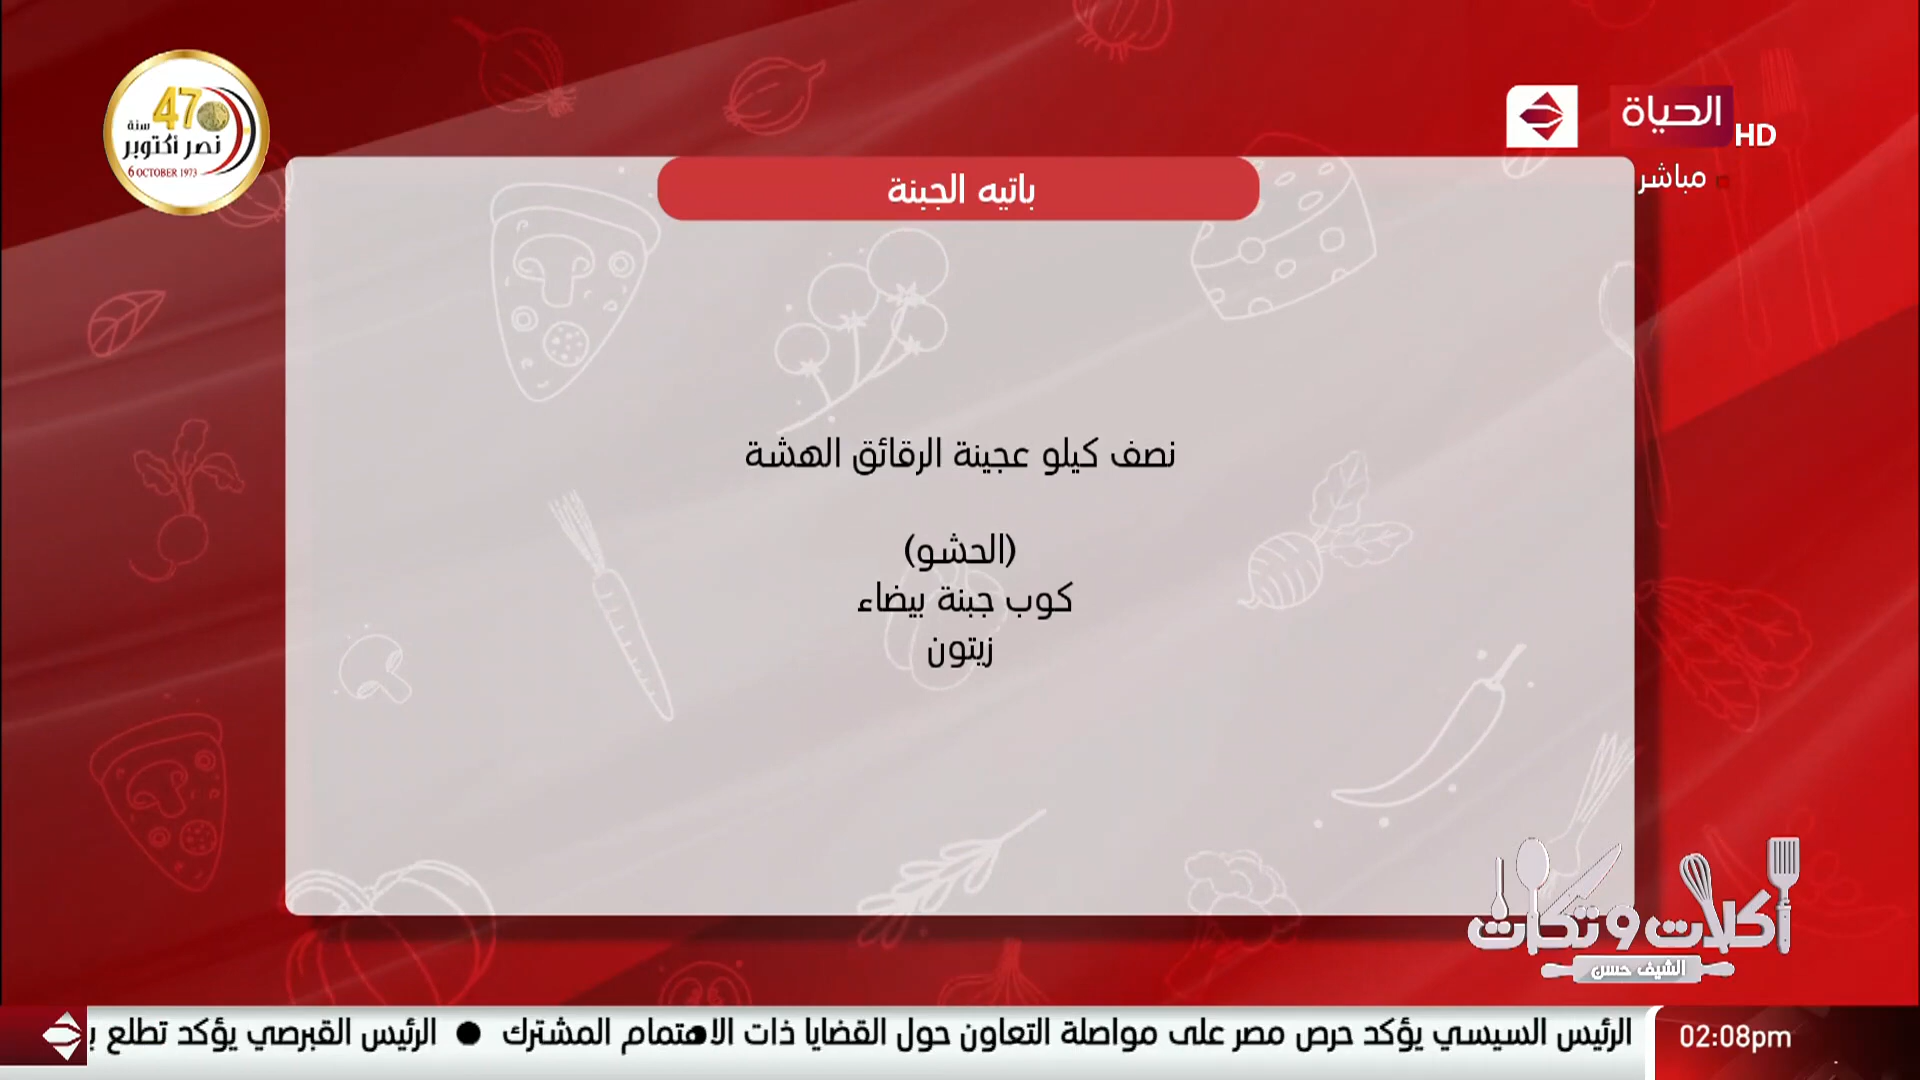 47
سنة
نصر أكتوبر
6 OCTOBER 1973
الحياة
HD
مباشر
باتيه الجبنة
نصف كيلو عجينة الرقائق الهشة
(الحشو)
كوب جبنة بيضاء
زيتون
أكلات وتكات
الشيف حسن
الرئيس السيسي يؤكد حرص مصر على مواصلة التعاون حول القضايا ذات الاهتمام المشترك ● الرئيس القبرصي يؤكد تطلع ب
02:08pm